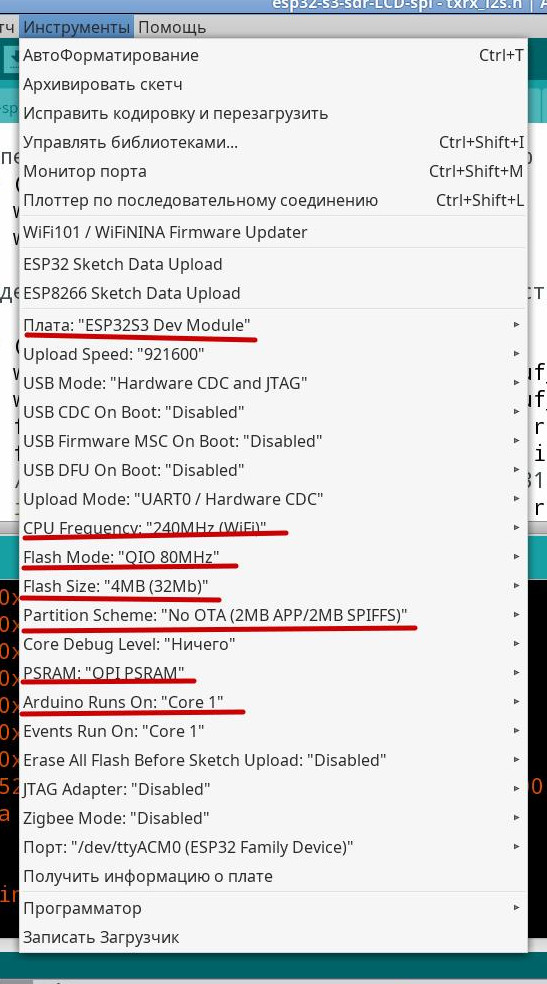 esp32-s3-sdr-LCD-spi - txrx_i2s.h | A
тч Инструменты Помощь
АвтоФорматирование Ctrl+T
Архивировать скетч
Исправить кодировку и перезагрузить
Управлять библиотеками... Ctrl+Shift+I
Монитор порта Ctrl+Shift+M
Плоттер по последовательному соединению Ctrl+Shift+L
WiFi101 / WiFiNINA Firmware Updater
ESP32 Sketch Data Upload
ESP8266 Sketch Data Upload
Плата: "ESP32S3 Dev Module"
Upload Speed: "921600"
USB Mode: "Hardware CDC and JTAG"
USB CDC On Boot: "Disabled"
USB Firmware MSC On Boot: "Disabled"
USB DFU On Boot: "Disabled"
Upload Mode: "UART0 / Hardware CDC"
CPU Frequency: "240MHz (WiFi)"
Flash Mode: "QIO 80MHz"
Flash Size: "4MB (32Mb)"
Partition Scheme: "No OTA (2MB APP/2MB SPIFFS)"
Core Debug Level: "Ничего"
PSRAM: "OPI PSRAM"
Arduino Runs On: "Core 1"
Events Run On: "Core 1"
Erase All Flash Before Sketch Upload: "Disabled"
JTAG Adapter: "Disabled"
Zigbee Mode: "Disabled"
Порт: "/dev/ttyACM0 (ESP32 Family Device)"
Получить информацию о плате
Программатор
Записать Загрузчик